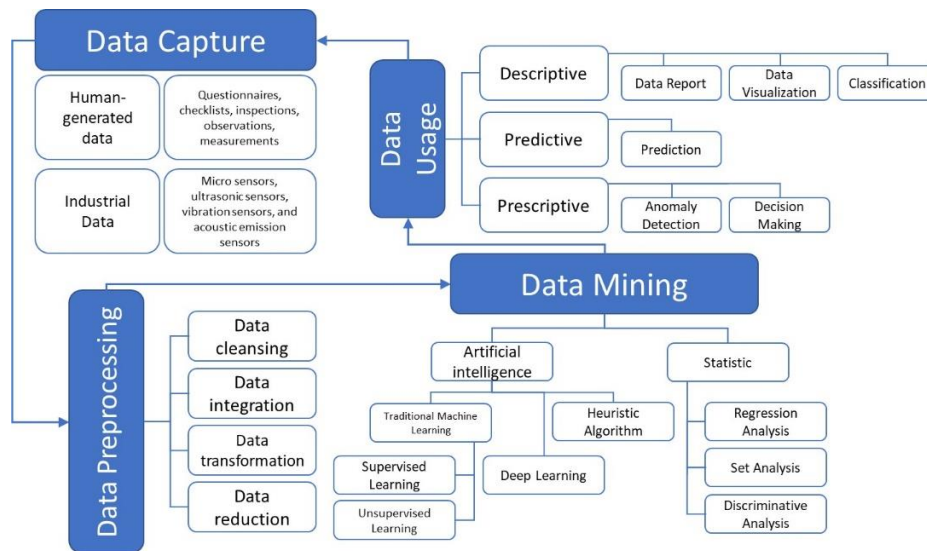 Data Capture
Human-
generated
data
Questionnaires,
checklists, inspections,
observations,
measurements
Industrial
Data
Micro sensors,
ultrasonic sensors,
vibration sensors, and
acoustic emission
sensors
Data
Usage
Descriptive
Data Report
Data
Visualization
Classification
Predictive
Prediction
Prescriptive
Anomaly
Detection
Decision
Making
Data Preprocessing
Data
cleansing
Data
integration
Data
transformation
Data
reduction
Data Mining
Artificial
intelligence
Traditional Machine
Learning
Supervised
Learning
Unsupervised
Learning
Deep Learning
Heuristic
Algorithm
Statistic
Regression
Analysis
Set Analysis
Discriminative
Analysis